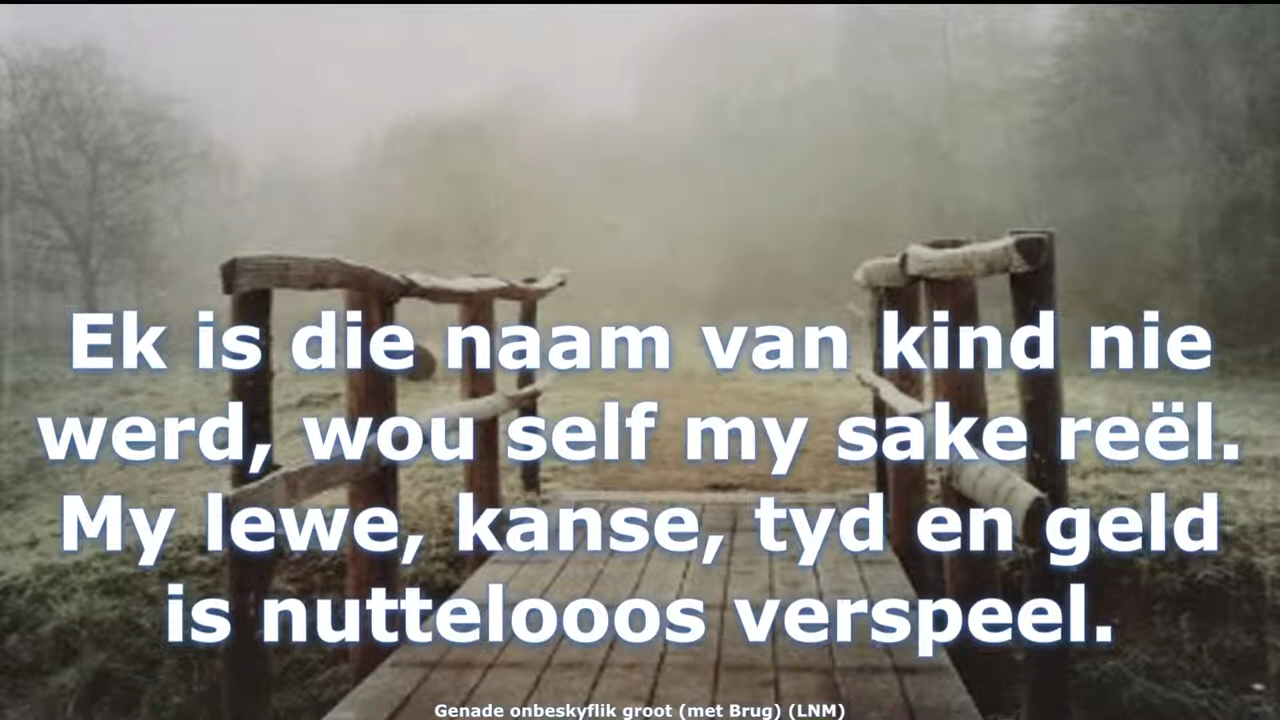 Ek is die naam van kind nie
werd, wou self my sake reël.
My lewe, kanse, tyd en geld
is nuttelooos verspeel.
Genade onbeskyflik groot (met Brug) (LNM)